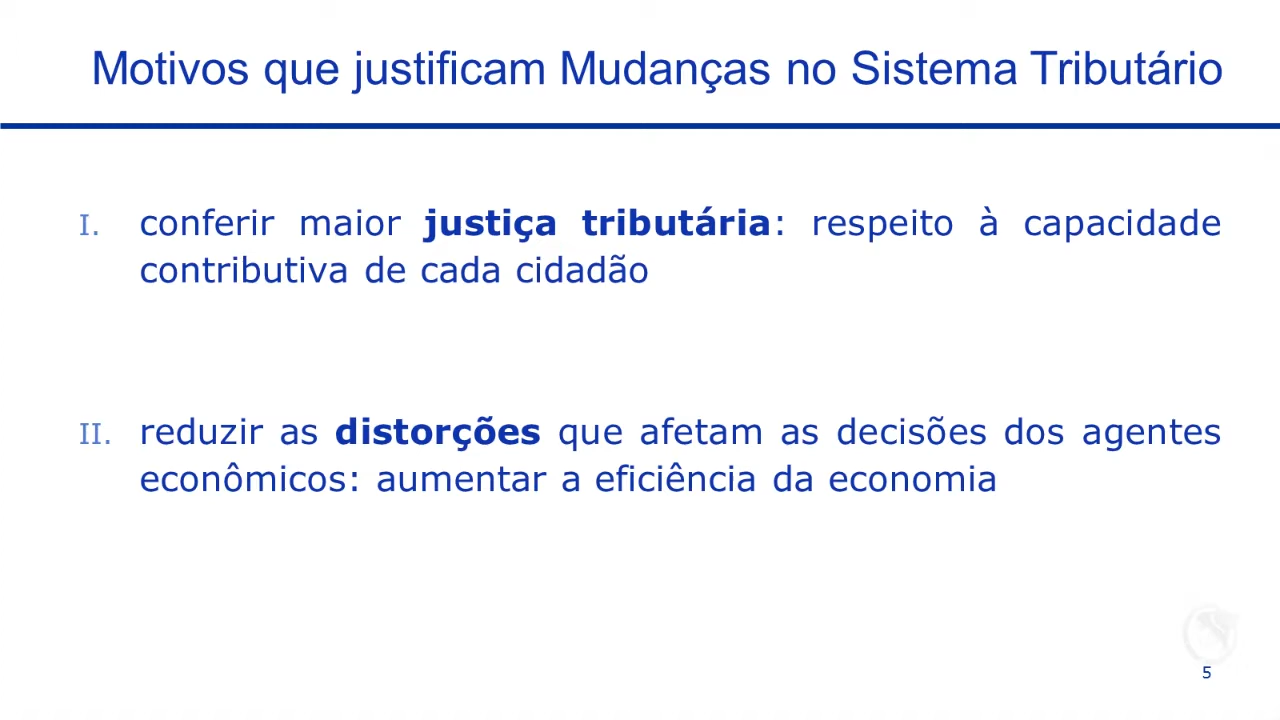 Motivos que justificam Mudanças no Sistema Tributário
I. conferir maior justiça tributária: respeito à capacidade
contributiva de cada cidadão
II. reduzir as distorções que afetam as decisões dos agentes
econômicos: aumentar a eficiência da economia
5